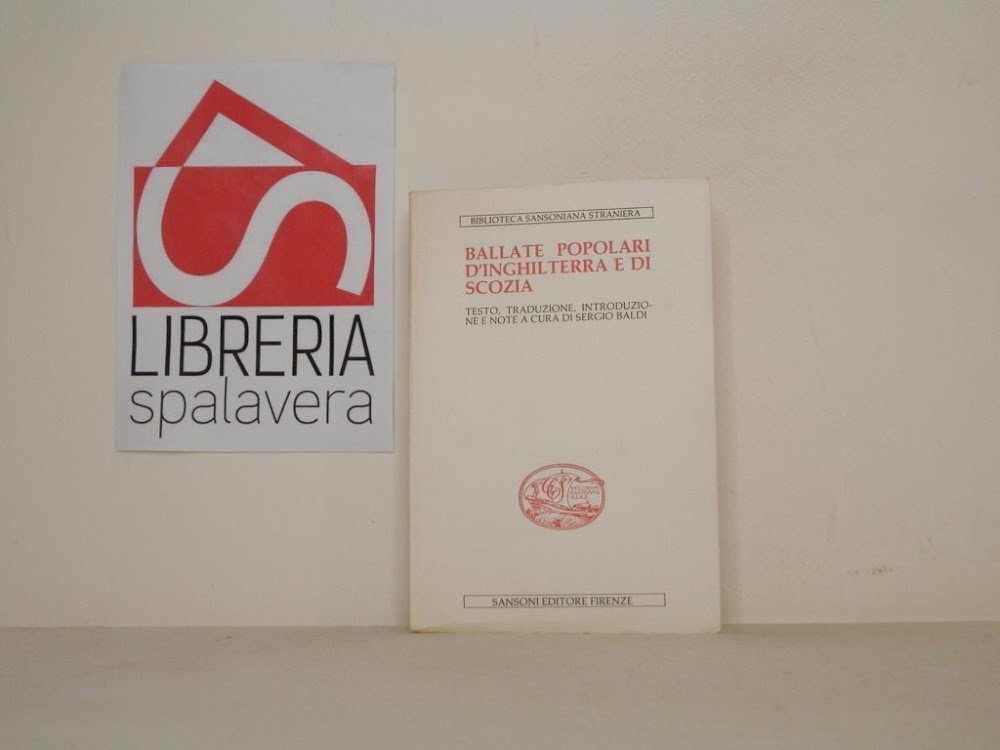 LIBRERIA
spalavera
BIBLIOTECA SANSONIANA STRANIERA
BALLATE POPOLARI
D'INGHILTERRA E DI
SCOZIA
TESTO, TRADUZIONE, INTRODUZIO-
NE E NOTE A CURA DI SERGIO BALDI
ALAS
SANSONI EDITORE FIRENZE